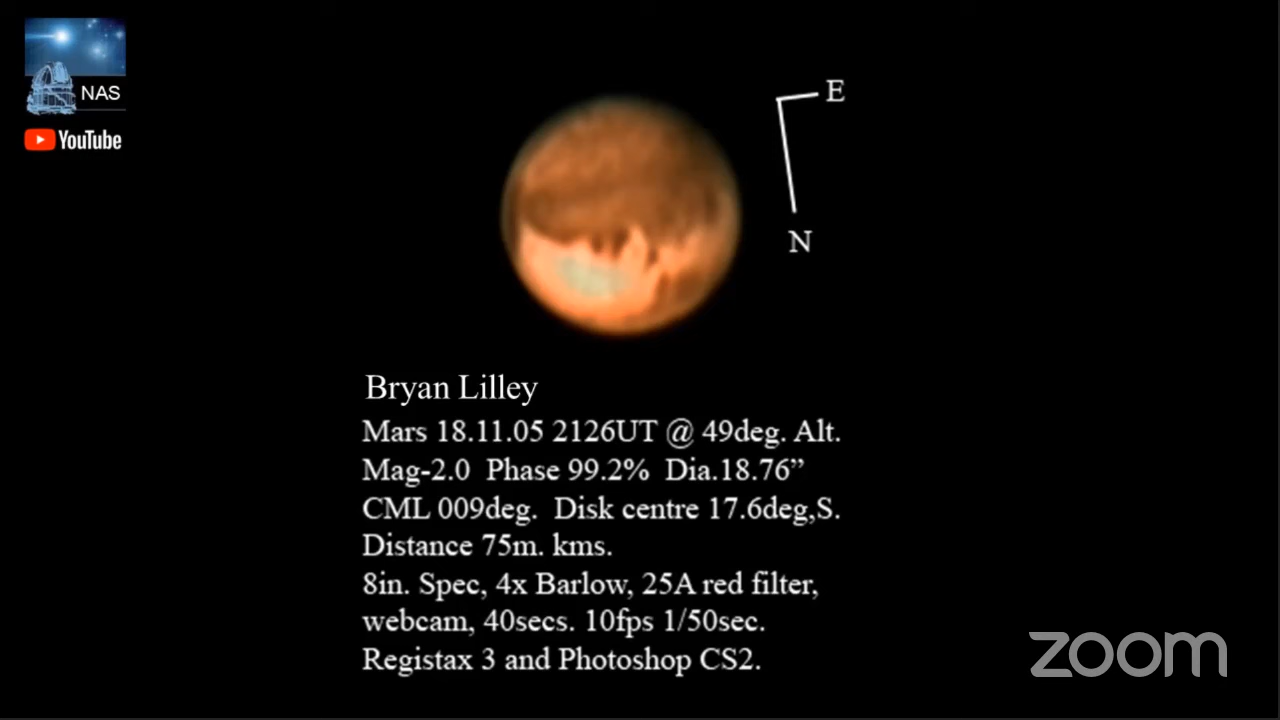 NAS
YouTube
E
N
Bryan Lilley
Mars 18.11.05 2126UT @ 49deg. Alt.
Mag-2.0 Phase 99.2% Dia.18.76”
CML 009deg. Disk centre 17.6deg,S.
Distance 75m. kms.
8in. Spec, 4x Barlow, 25A red filter,
webcam, 40secs. 10fps 1/50sec.
Registax 3 and Photoshop CS2.
zoom